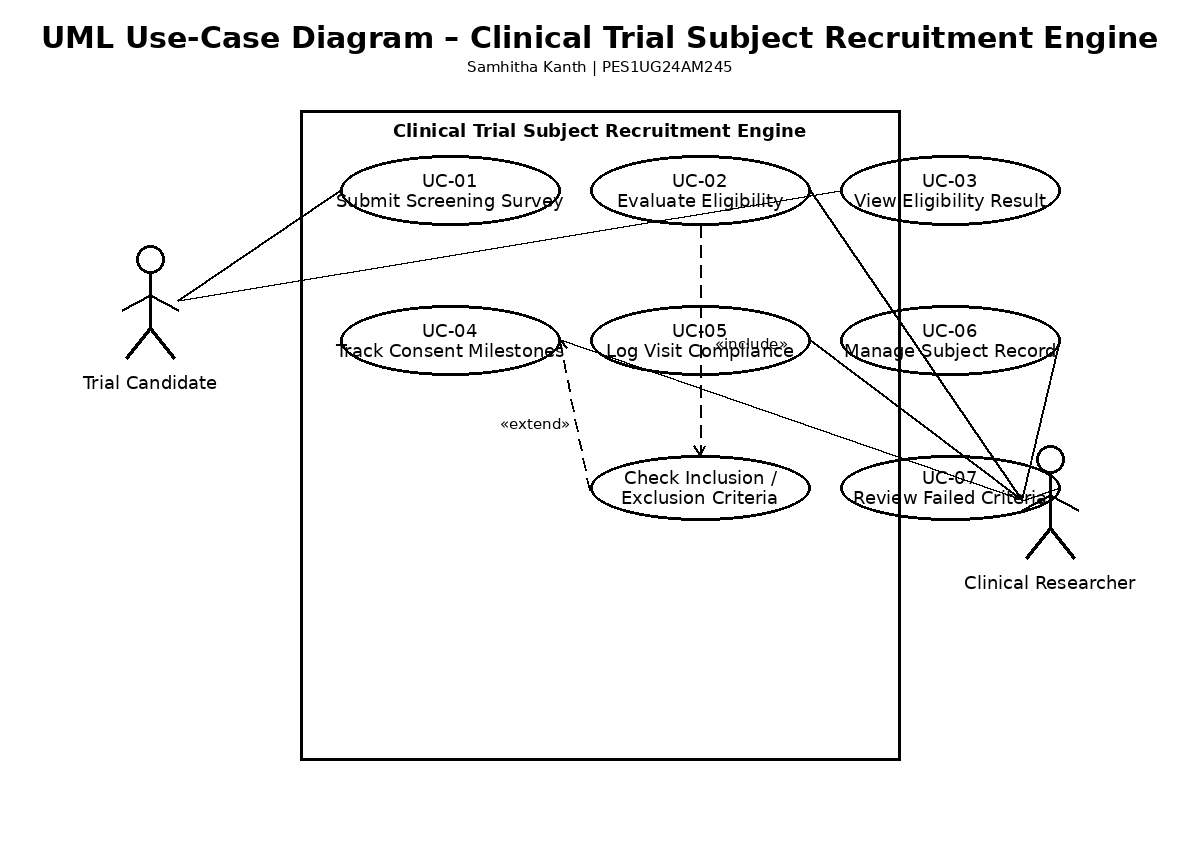 UML Use-Case Diagram – Clinical Trial Subject Recruitment Engine
Samhitha Kanth | PES1UG24AM245
Clinical Trial Subject Recruitment Engine
UC-01
Submit Screening Survey
UC-02
Evaluate Eligibility
UC-03
View Eligibility Result
Trial Candidate
UC-04
Track Consent Milestones
UC-05
Log Visit Compliance
«include»
UC-06
Manage Subject Record
«extend»
Check Inclusion /
Exclusion Criteria
UC-07
Review Failed Criteria
Clinical Researcher